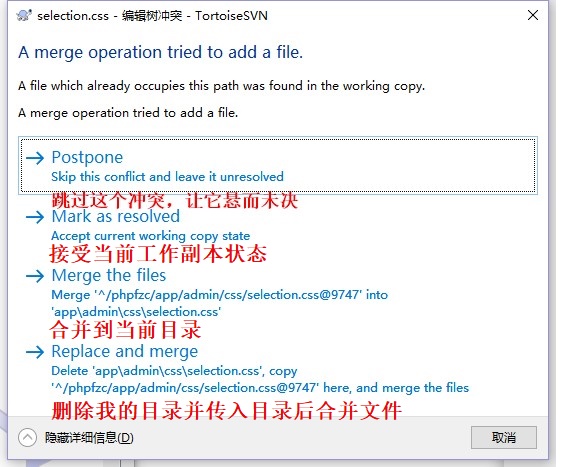 selection.css - 编辑树冲突 - TortoiseSVN
A merge operation tried to add a file.
A file which already occupies this path was found in the working copy.
A merge operation tried to add a file.
Postpone
Skip this conflict and leave it unresolved
跳过这个冲突，让它悬而未决
Mark as resolved
Accept current working copy state
接受当前工作副本状态
Merge the files
Merge '^/phpfzc/app/admin/css/selection.css@9747' into
'app\admin\css\selection.css'
合并到当前目录
Replace and merge
Delete 'app\admin\css\selection.css', copy
'^/phpfzc/app/admin/css/selection.css@9747' here, and merge the files
删除我的目录并传入目录后合并文件
隐藏详细信息(D)
取消